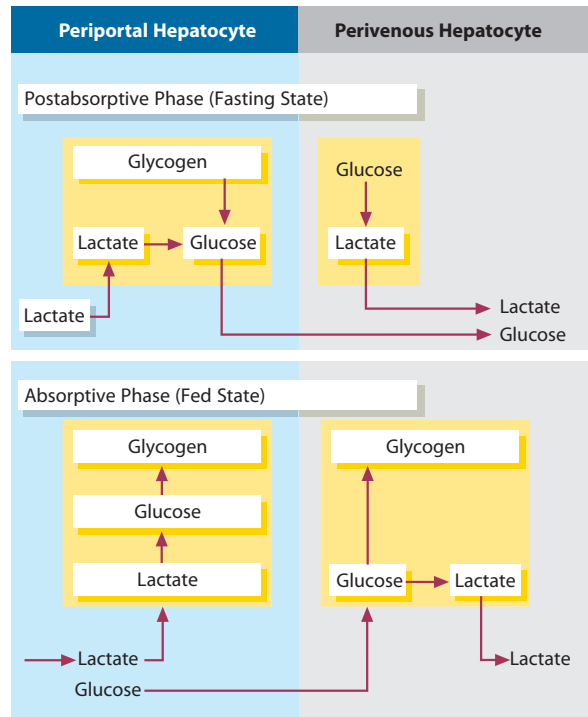 Periportal Hepatocyte
Perivenous Hepatocyte
Postabsorptive Phase (Fasting State)
Glycogen
Glucose
Lactate
Glucose
Lactate
Lactate
Lactate
Glucose
Absorptive Phase (Fed State)
Glycogen
Glycogen
Glucose
Lactate
Glucose
Lactate
Lactate
Lactate
Glucose